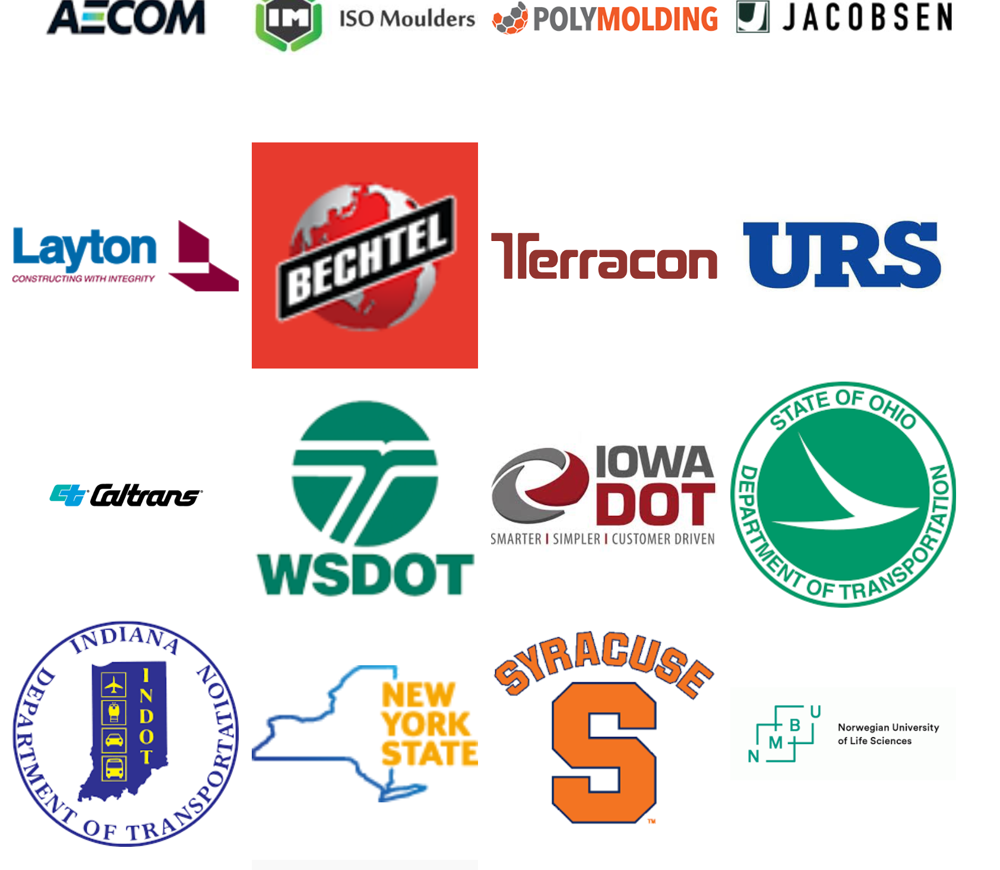 AECOM
IM ISO Moulders
POLYMOLDING
JACOBSEN
Layton
CONSTRUCTING WITH INTEGRITY
BECHTEL
Terracon
URS
ct Caltrans
WSDOT
IOWA
DOT
SMARTER | SIMPLER | CUSTOMER DRIVEN
STATE OF OHIO
DEPARTMENT OF TRANSPORTATION
INDIANA
DEPARTMENT OF TRANSPORTATION
INDOT
NEW
YORK
STATE
SYRACUSE
S
TM
N M B U
Norwegian University
of Life Sciences